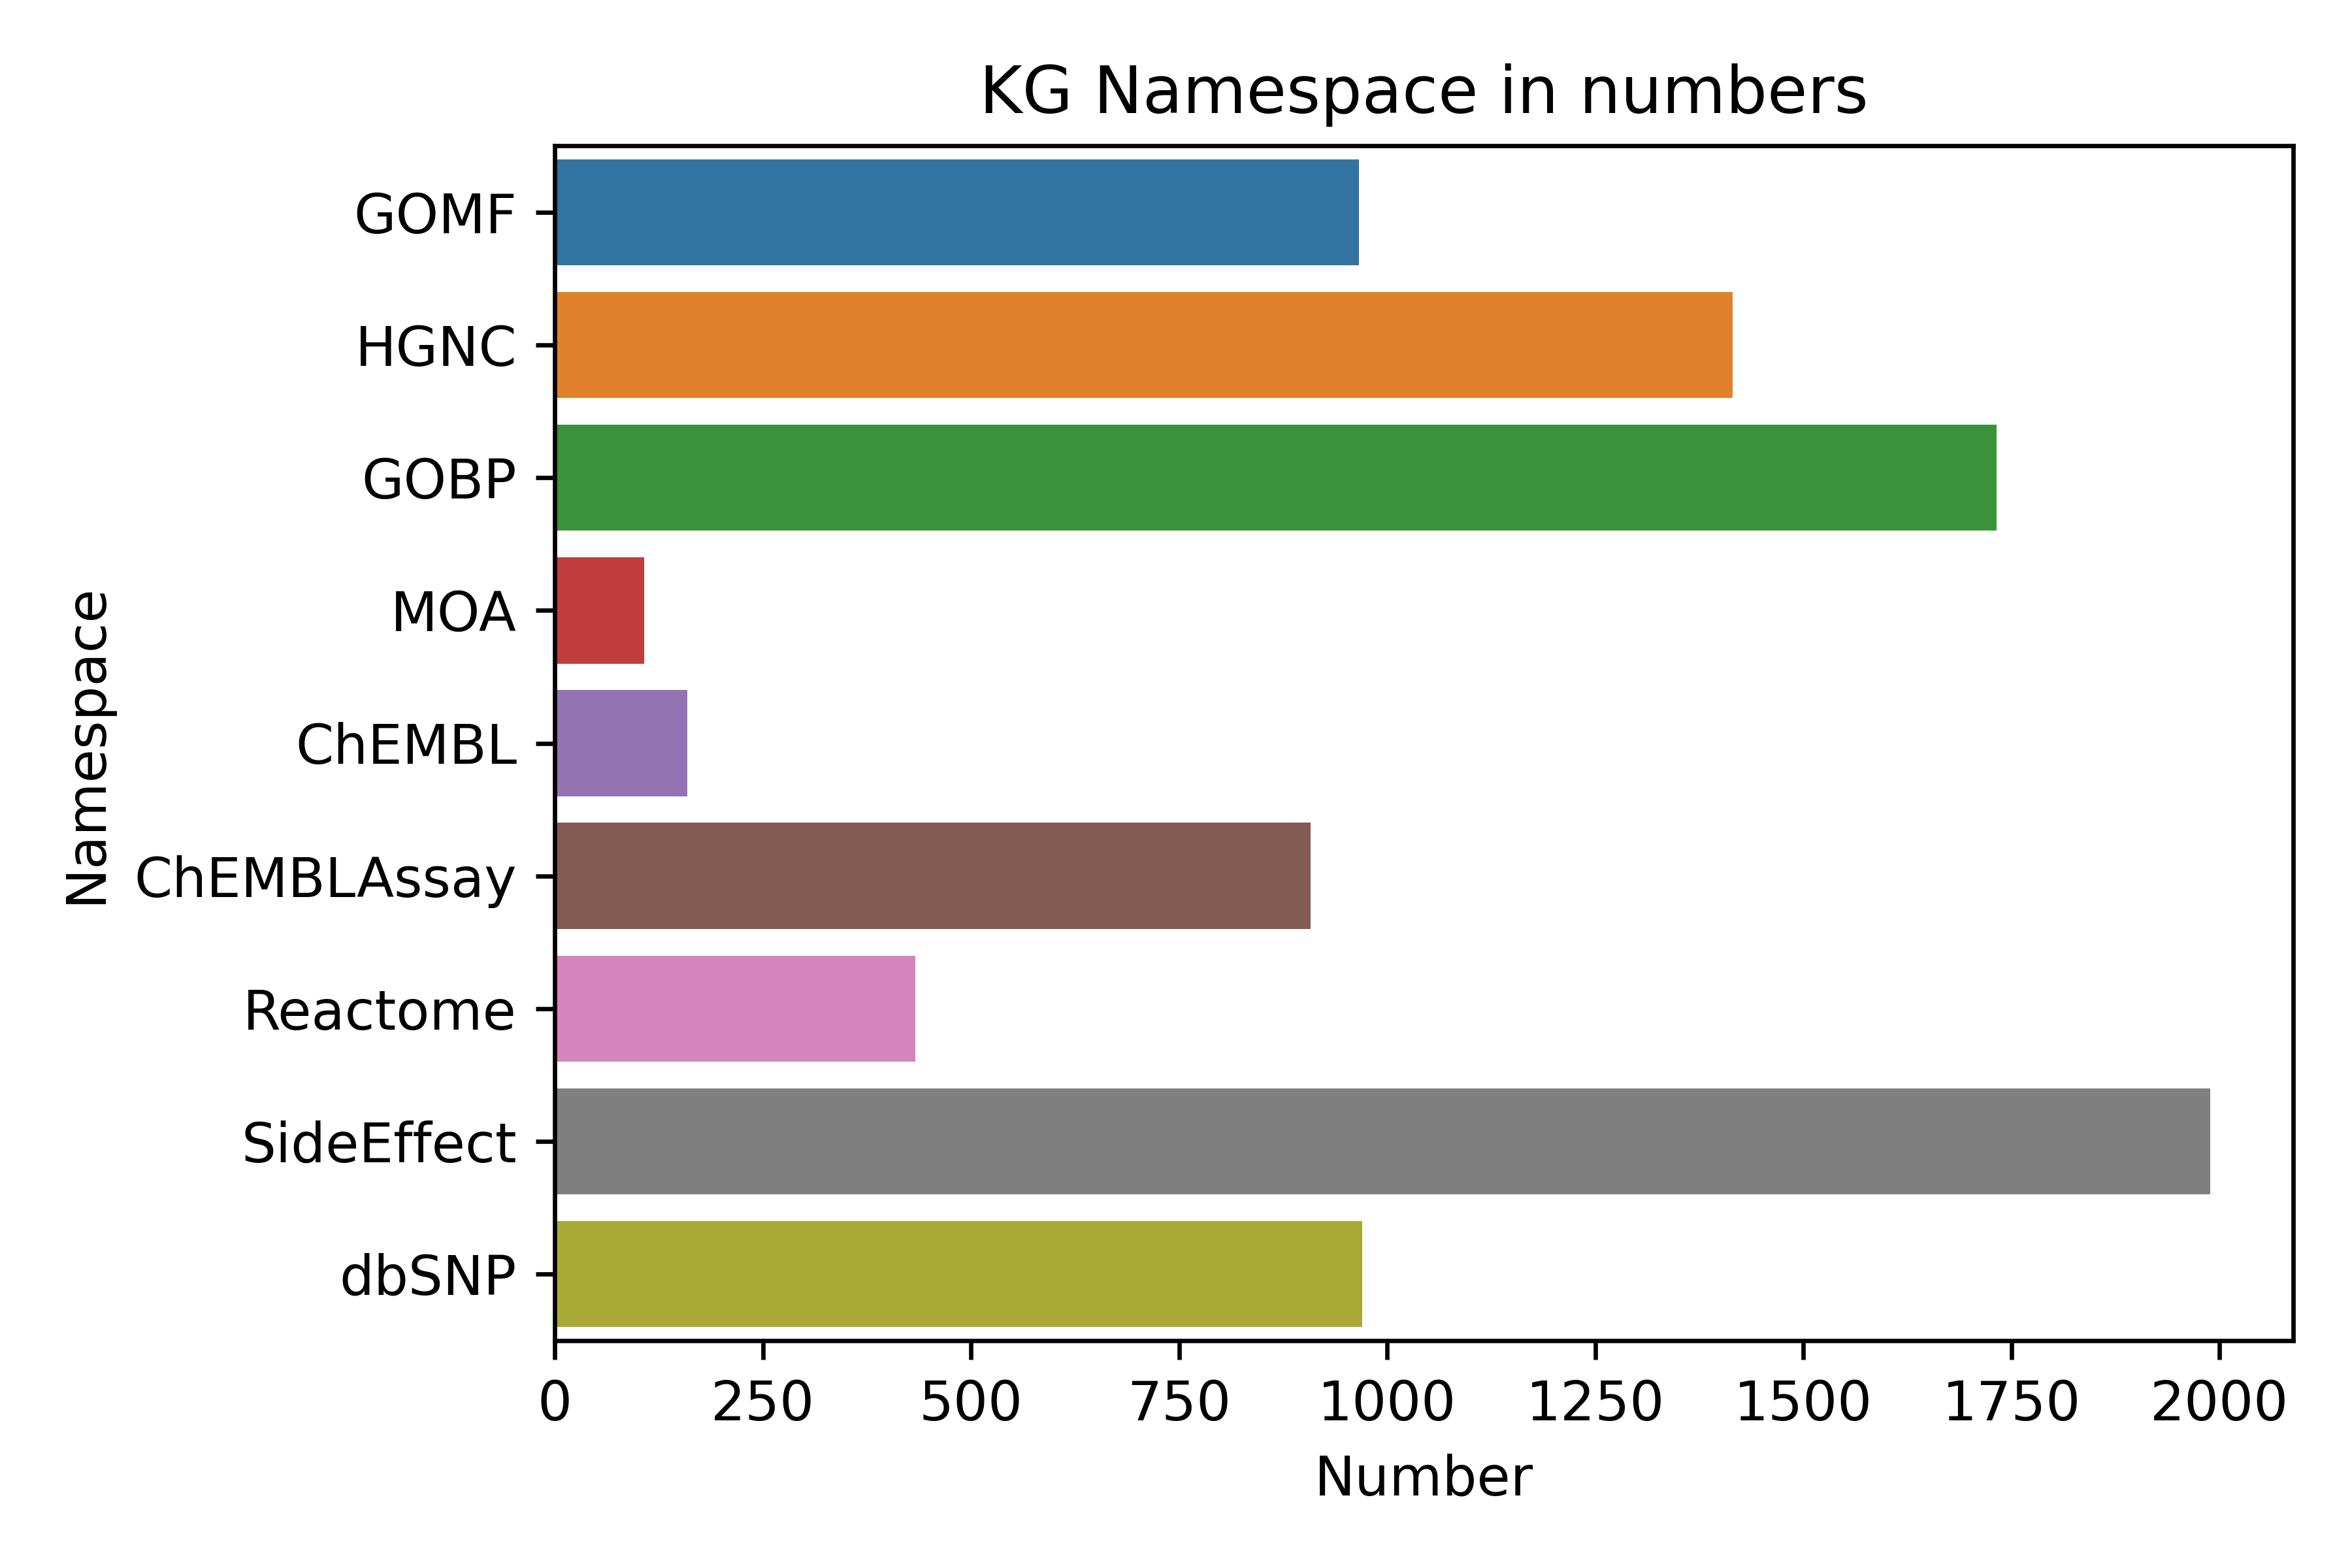 KG Namespace in numbers
GOMF
HGNC
GOBP
MOA
ChEMBL
ChEMBLAssay
Reactome
SideEffect
dbSNP
Namespace
0 250 500 750 1000 1250 1500 1750 2000
Number